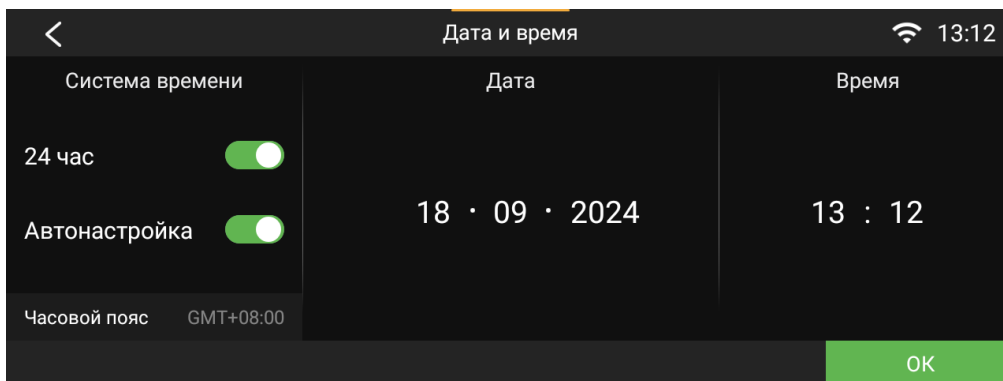 Дата и время
13:12
Система времени
Дата
Время
24 час
Автонастройка
18 · 09 · 2024
13 : 12
Часовой пояс GMT+08:00
ОК